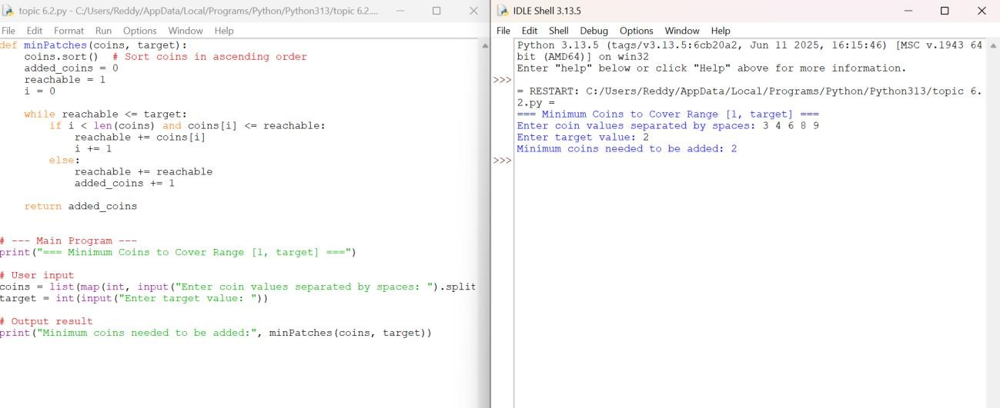 topic 6.2.py - C:/Users/Reddy/AppData/Local/Programs/Python/Python313/topic 6.2....
File Edit Format Run Options Window Help
def minPatches(coins, target):
    coins.sort()  # Sort coins in ascending order
    added_coins = 0
    reachable = 1
    i = 0

    while reachable <= target:
        if i < len(coins) and coins[i] <= reachable:
            reachable += coins[i]
            i += 1
        else:
            reachable += reachable
            added_coins += 1

    return added_coins


# --- Main Program ---
print("=== Minimum Coins to Cover Range [1, target] ===")

# User input
coins = list(map(int, input("Enter coin values separated by spaces: ").split
target = int(input("Enter target value: "))

# Output result
print("Minimum coins needed to be added:", minPatches(coins, target))
IDLE Shell 3.13.5
File Edit Shell Debug Options Window Help
Python 3.13.5 (tags/v3.13.5:6cb20a2, Jun 11 2025, 16:15:46) [MSC v.1943 64
bit (AMD64)] on win32
Enter "help" below or click "Help" above for more information.
>>>
= RESTART: C:/Users/Reddy/AppData/Local/Programs/Python/Python313/topic 6.
2.py =
=== Minimum Coins to Cover Range [1, target] ===
Enter coin values separated by spaces: 3 4 6 8 9
Enter target value: 2
Minimum coins needed to be added: 2
>>>